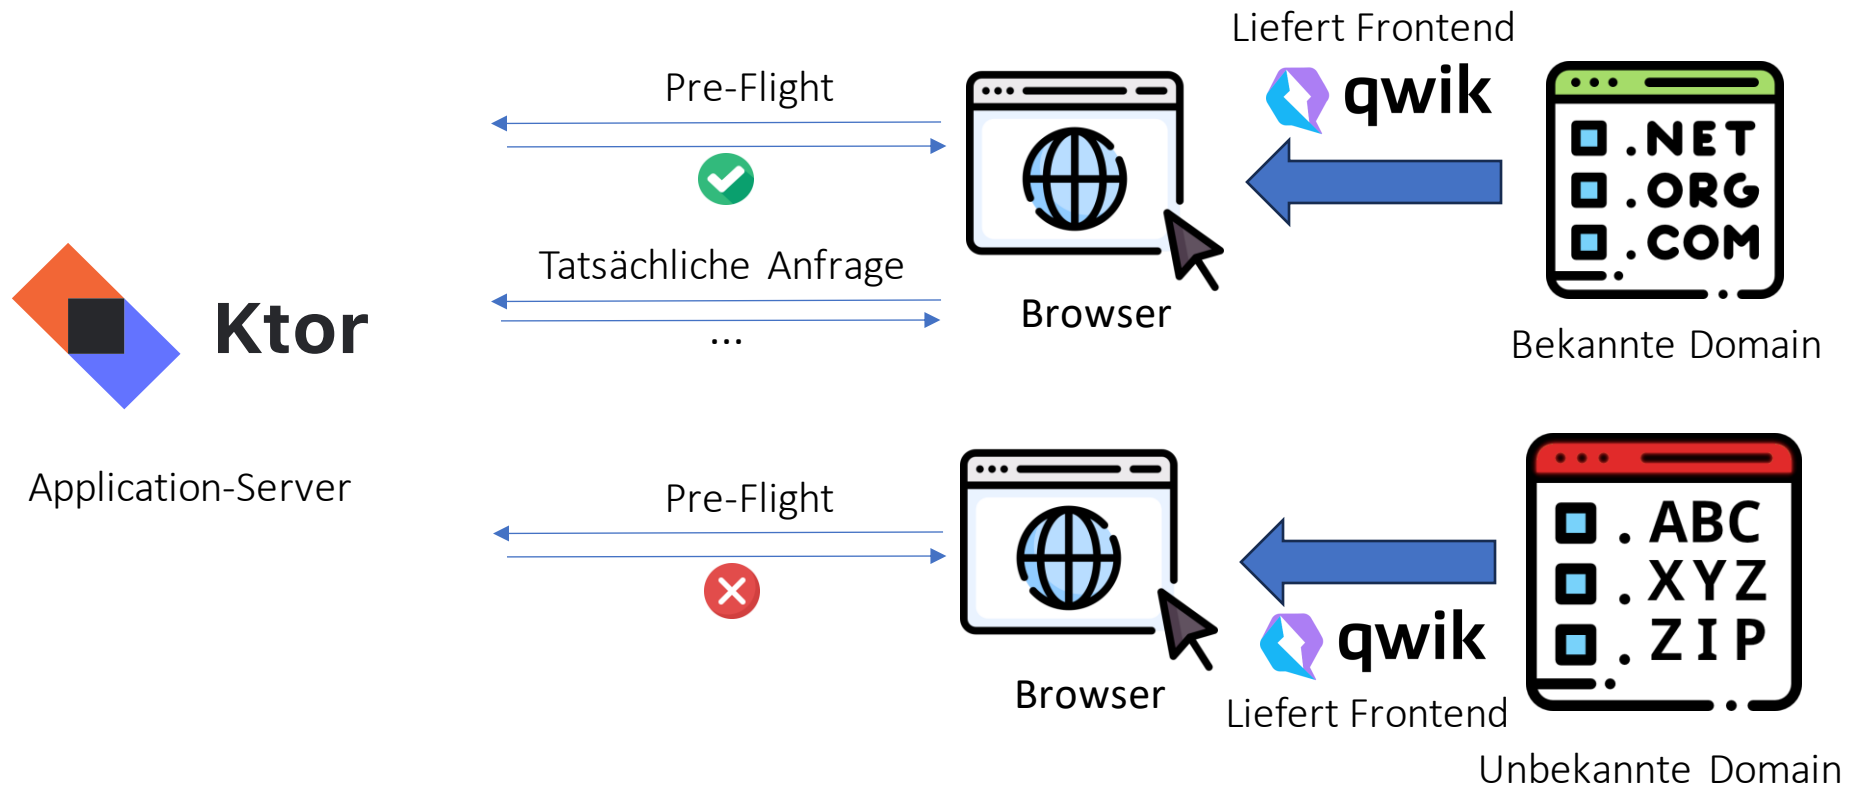 Liefert Frontend
qwik
Pre-Flight
.NET
.ORG
.COM
Tatsächliche Anfrage
...
Browser
Bekannte Domain
Ktor
Application-Server
Pre-Flight
Browser
qwik
Liefert Frontend
.ABC
.XYZ
.ZIP
Unbekannte Domain